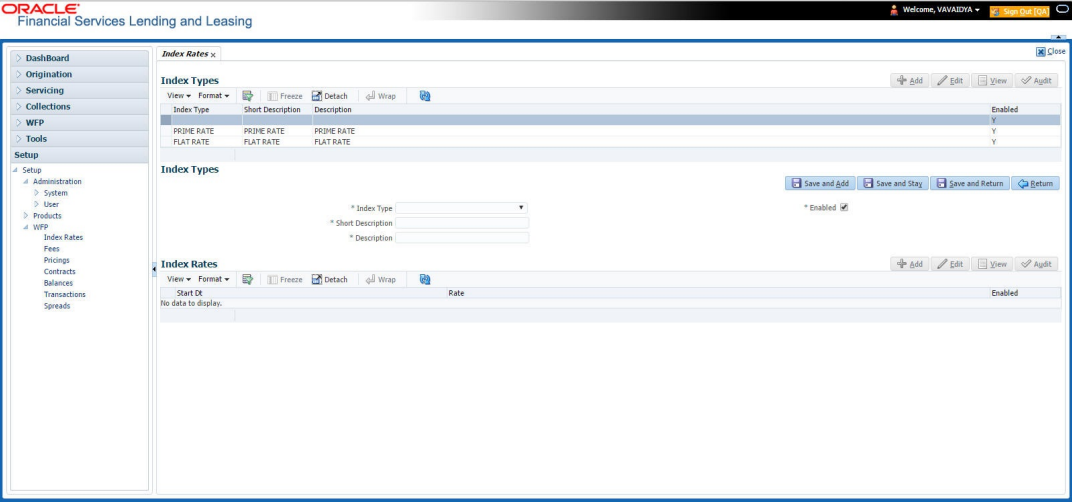 ORACLE
Financial Services Lending and Leasing
Welcome, VAVAIDYA
Sign Out [QA]
DashBoard
Origination
Servicing
Collections
WFP
Tools
Setup
Setup
Administration
System
User
Products
WFP
Index Rates
Fees
Pricings
Contracts
Balances
Transactions
Spreads
Index Rates x
Close
Index Types
Add Edit View Audit
View Format Freeze Detach Wrap
Index Type Short Description Description Enabled
Y
PRIME RATE PRIME RATE PRIME RATE Y
FLAT RATE FLAT RATE FLAT RATE Y
Index Types
Save and Add Save and Stay Save and Return Return
* Index Type * Enabled
* Short Description
* Description
Index Rates
Add Edit View Audit
View Format Freeze Detach Wrap
Start Dt Rate Enabled
No data to display.